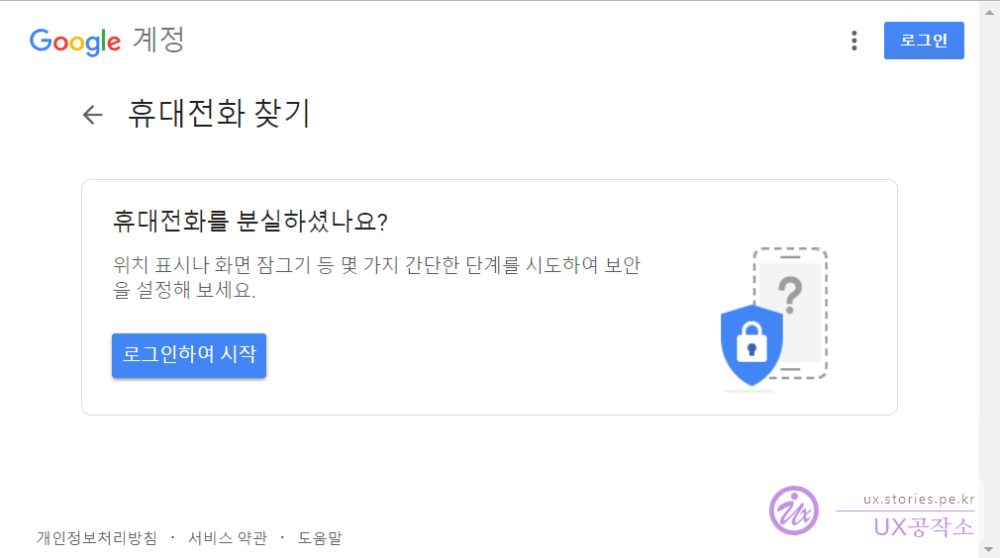 Google 계정
로그인
휴대전화 찾기
휴대전화를 분실하셨나요?
위치 표시나 화면 잠그기 등 몇 가지 간단한 단계를 시도하여 보안
을 설정해 보세요.
?
로그인하여 시작
ux
ux.stories.pe.kr
UX공작소
개인정보처리방침 · 서비스 약관 · 도움말